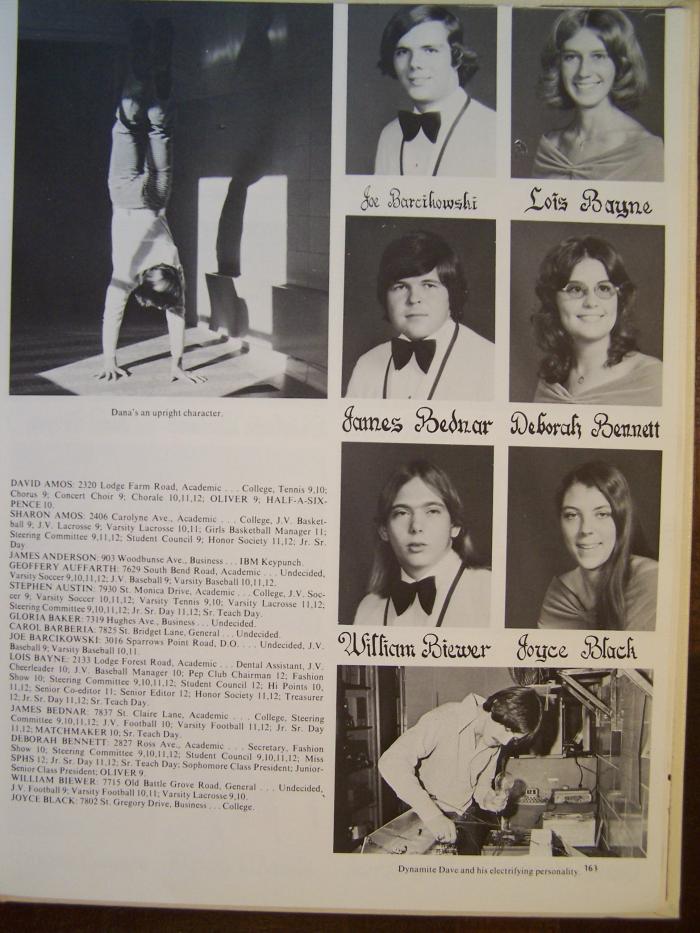 Joe Barcikowski
Lois Bayne
Dana's an upright character.
James Bednar
Deborah Bennett
William Biewer
Joyce Black
DAVID AMOS: 2320 Lodge Farm Road, Academic . . . College, Tennis 9,10;
Chorus 9; Concert Choir 9; Chorale 10,11,12; OLIVER 9; HALF-A-SIX-
PENCE 10.
SHARON AMOS: 2406 Carolyne Ave., Academic . . . College, J.V. Basket-
ball 9; J.V. Lacrosse 9; Varsity Lacrosse 10,11; Girls Basketball Manager 11;
Steering Committee 9,11,12; Student Council 9; Honor Society 11,12; Jr. Sr.
Day
JAMES ANDERSON: 903 Woodbunse Ave., Business . . . IBM Keypunch.
GEOFFERY AUFFARTH: 7629 South Bend Road, Academic . . . Undecided,
Varsity Soccer 9,10,11,12; J.V. Baseball 9; Varsity Baseball 10,11,12.
STEPHEN AUSTIN: 7930 St. Monica Drive, Academic . . . College, J.V. Soc-
cer 9; Varsity Soccer 10,11,12; Varsity Tennis 9,10; Varsity Lacrosse 11,12;
Steering Committee 9,10,11,12; Jr. Sr. Day 11,12; Sr. Teach Day.
GLORIA BAKER: 7319 Hughes Ave., Business . . . Undecided.
CAROL BARBERIA: 7825 St. Bridget Lane, General . . . Undecided.
JOE BARCIKOWSKI: 3016 Sparrows Point Road, D.O. . . . Undecided, J.V.
Baseball 9; Varsity Baseball 10,11.
LOIS BAYNE: 2133 Lodge Forest Road, Academic . . . Dental Assistant, J.V.
Cheerleader 10; J.V. Baseball Manager 10; Pep Club Chairman 12; Fashion
Show 10; Steering Committee 9,10,11,12; Student Council 12; Hi Points 10,
11,12; Senior Co-editor 11; Senior Editor 12; Honor Society 11,12; Treasurer
12; Jr. Sr. Day 11,12; Sr. Teach Day.
JAMES BEDNAR: 7837 St. Claire Lane, Academic . . . College, Steering
Committee 9,10,11,12; J.V. Football 10; Varsity Football 11,12; Jr. Sr. Day
11,12; MATCHMAKER 10; Sr. Teach Day.
DEBORAH BENNETT: 2827 Ross Ave., Academic . . . Secretary, Fashion
Show 10; Steering Committee 9,10,11,12; Student Council 9,10,11,12; Miss
SPHS 12; Jr. Sr. Day 11,12; Sr. Teach Day; Sophomore Class President; Junior-
Senior Class President; OLIVER 9.
WILLIAM BIEWER: 7715 Old Battle Grove Road, General . . . Undecided,
J.V. Football 9; Varsity Football 10,11; Varsity Lacrosse 9,10.
JOYCE BLACK: 7802 St. Gregory Drive, Business . . . College.
Dynamite Dave and his electrifying personality. 163